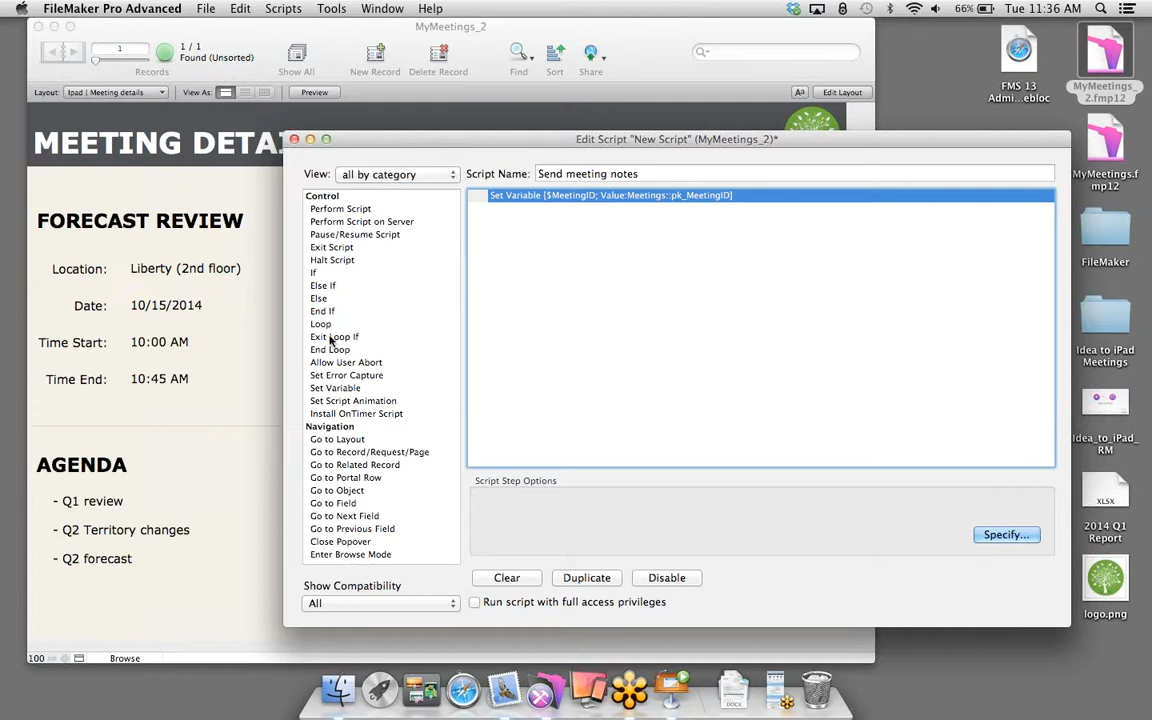 FileMaker Pro Advanced File Edit Scripts Tools Window Help
66% Tue 11:36 AM
MyMeetings_2
1
1 / 1
Found (Unsorted)
Records
Show All
New Record
Delete Record
Find
Sort
Share
Layout: Ipad | Meeting details
View As:
Preview
Aa
Edit Layout
MEETING DETA
FORECAST REVIEW
Location: Liberty (2nd floor)
Date: 10/15/2014
Time Start: 10:00 AM
Time End: 10:45 AM
AGENDA
- Q1 review
- Q2 Territory changes
- Q2 forecast
100
Browse
Edit Script "New Script" (MyMeetings_2)*
View: all by category
Script Name: Send meeting notes
Control
Perform Script
Perform Script on Server
Pause/Resume Script
Exit Script
Halt Script
If
Else If
Else
End If
Loop
Exit Loop If
End Loop
Allow User Abort
Set Error Capture
Set Variable
Set Script Animation
Install OnTimer Script
Navigation
Go to Layout
Go to Record/Request/Page
Go to Related Record
Go to Portal Row
Go to Object
Go to Field
Go to Next Field
Go to Previous Field
Close Popover
Enter Browse Mode
Set Variable [$MeetingID; Value:Meetings::pk_MeetingID]
Script Step Options
Specify...
Show Compatibility
All
Clear
Duplicate
Disable
Run script with full access privileges
FMS 13
Admi...ebloc
MyMeetings_
2.fmp12
MyMeetings.f
mp12
FileMaker
Idea to iPad
Meetings
Idea_to_iPad_
RM
XLSX
2014 Q1
Report
logo.png
DOCX